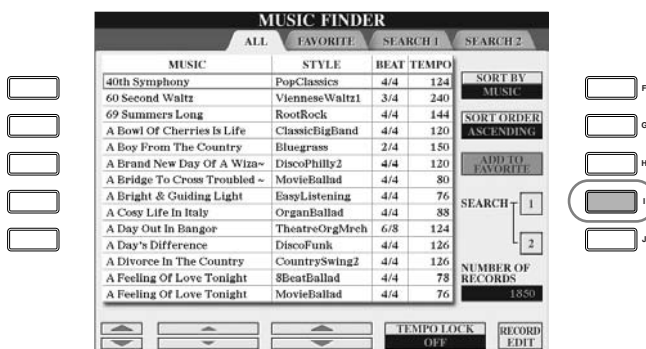 MUSIC FINDER
ALL FAVORITE SEARCH 1 SEARCH 2
MUSIC STYLE BEAT TEMPO
40th Symphony PopClassics 4/4 124
60 Second Waltz VienneseWaltz1 3/4 240
69 Summers Long RootRock 4/4 144
A Bowl Of Cherries Is Life ClassicBigBand 4/4 120
A Boy From The Country Bluegrass 2/4 150
A Brand New Day Of A Wiza~ DiscoPhilly2 4/4 120
A Bridge To Cross Troubled ~ MovieBallad 4/4 80
A Bright & Guiding Light EasyListening 4/4 76
A Cosy Life In Italy OrganBallad 4/4 88
A Day Out In Bangor TheatreOrgMrch 6/8 124
A Day's Difference DiscoFunk 4/4 126
A Divorce In The Country CountrySwing2 4/4 126
A Feeling Of Love Tonight 8BeatBallad 4/4 78
A Feeling Of Love Tonight MovieBallad 4/4 76
SORT BY
MUSIC
SORT ORDER
ASCENDING
ADD TO
FAVORITE
SEARCH 1
2
NUMBER OF
RECORDS
1850
TEMPO LOCK
OFF
RECORD
EDIT
F
G
H
I
J